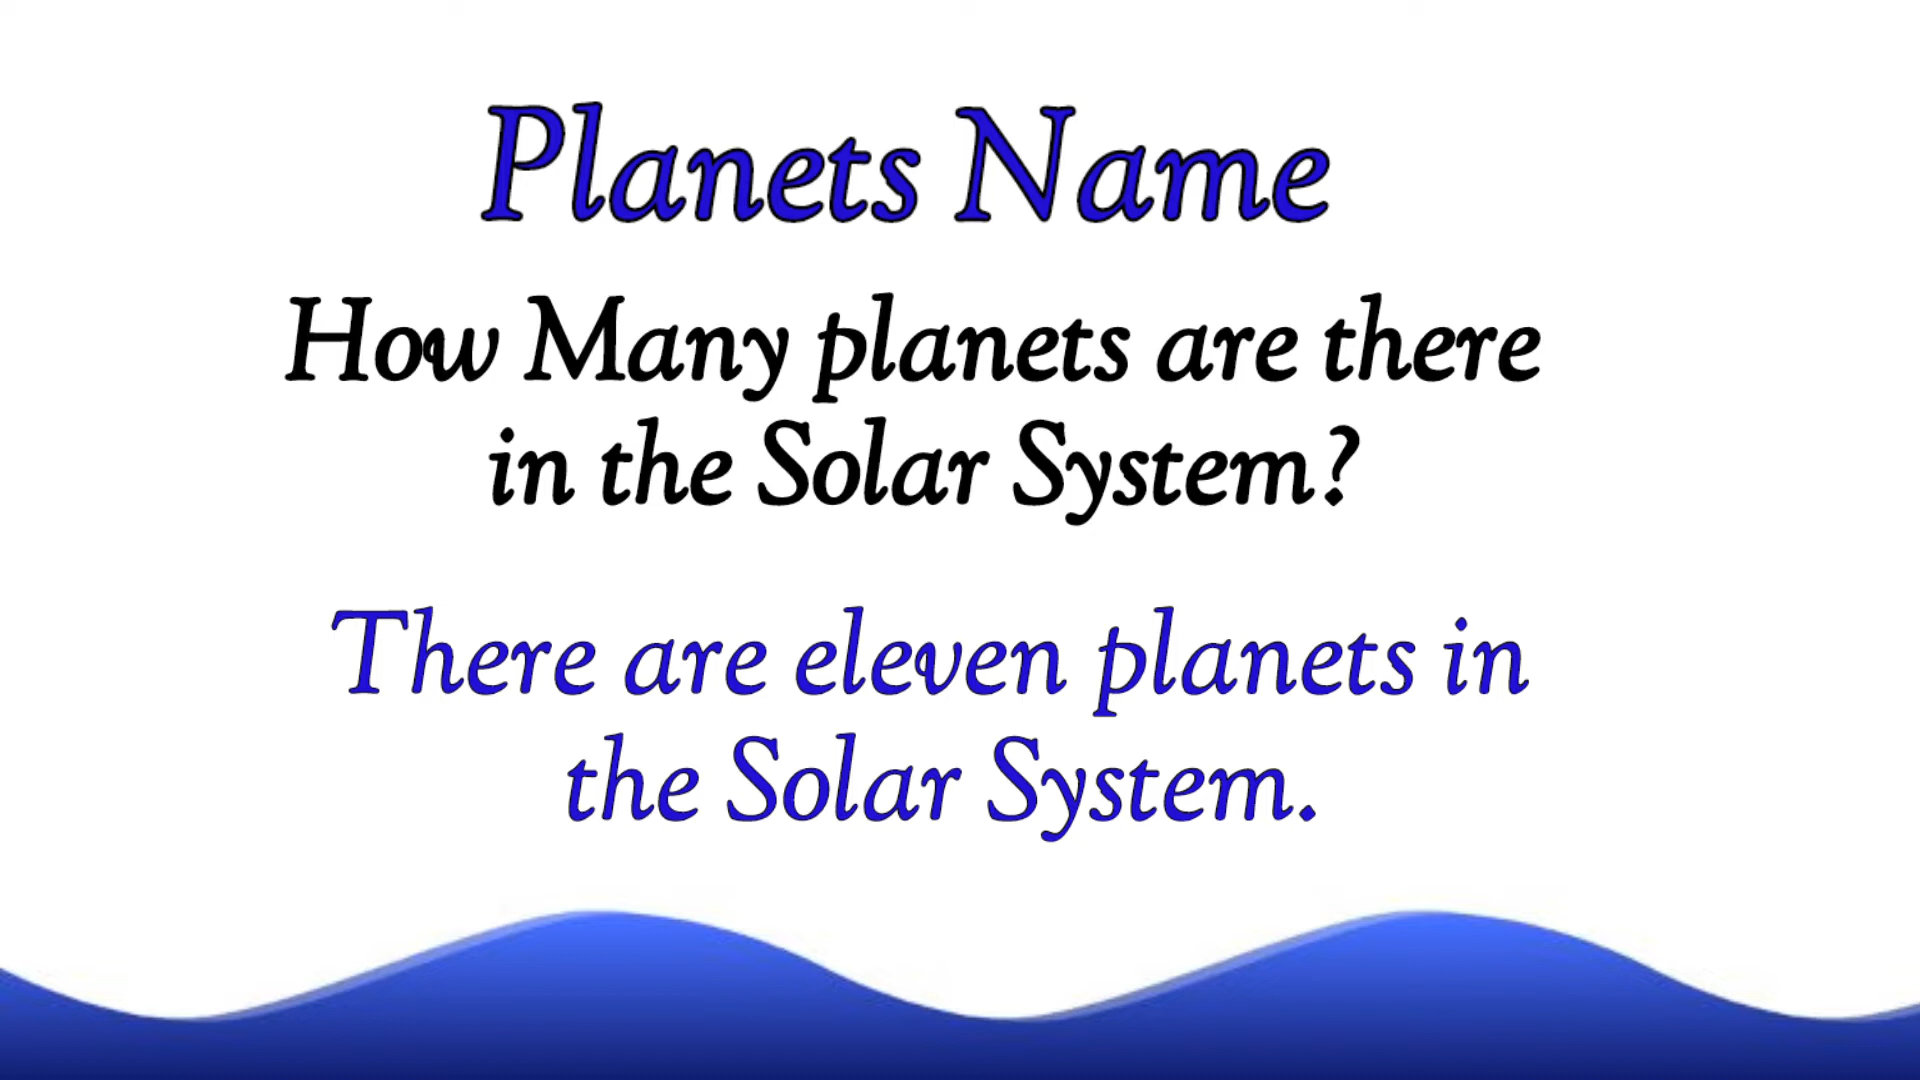 Planets Name
How Many planets are there
in the Solar System?
There are eleven planets in
the Solar System.